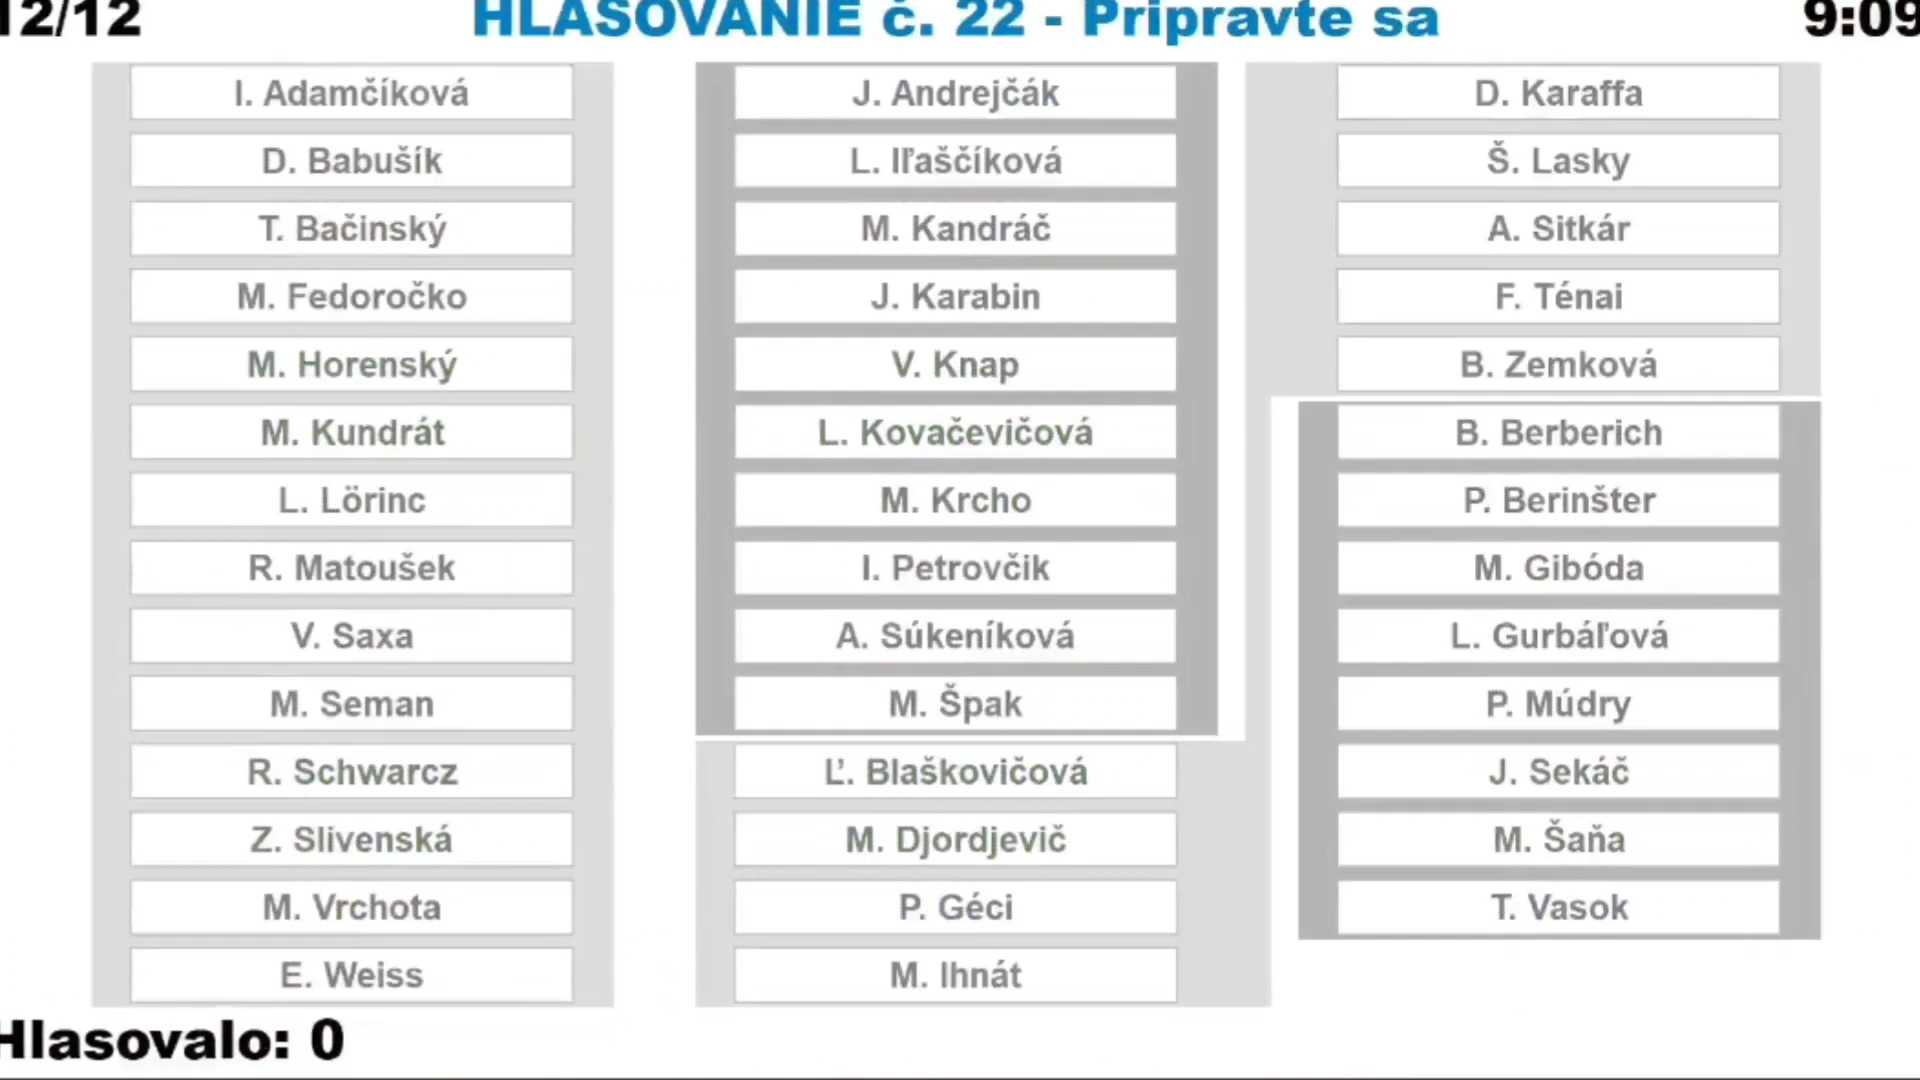 12/12
HLASOVANIE č. 22 - Pripravte sa
9:09
I. Adamčíková
D. Babušík
T. Bačinský
M. Fedoročko
M. Horenský
M. Kundrát
L. Lörinc
R. Matoušek
V. Saxa
M. Seman
R. Schwarcz
Z. Slivenská
M. Vrchota
E. Weiss
J. Andrejčák
L. Iľaščíková
M. Kandráč
J. Karabin
V. Knap
L. Kovačevičová
M. Krcho
I. Petrovčik
A. Súkeníková
M. Špak
Ľ. Blaškovičová
M. Djordjevič
P. Géci
M. Ihnát
D. Karaffa
Š. Lasky
A. Sitkár
F. Ténai
B. Zemková
B. Berberich
P. Berinšter
M. Gibóda
L. Gurbáľová
P. Múdry
J. Sekáč
M. Šaňa
T. Vasok
Hlasovalo: 0